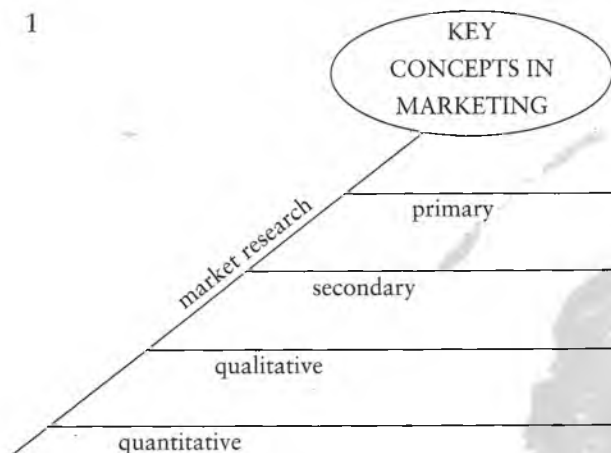 1
KEY
CONCEPTS IN
MARKETING
market research
primary
secondary
qualitative
quantitative